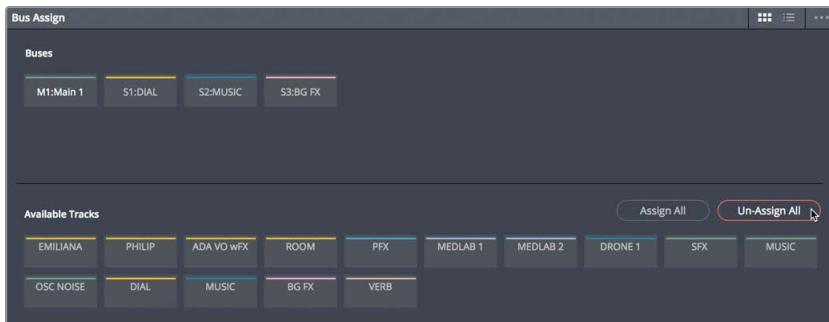 Bus Assign
Buses
M1:Main 1 S1:DIAL S2:MUSIC S3:BG FX
Available Tracks Assign All Un-Assign All
EMILIANA PHILIP ADA VO wFX ROOM PFX MEDLAB 1 MEDLAB 2 DRONE 1 SFX MUSIC
OSC NOISE DIAL MUSIC BG FX VERB